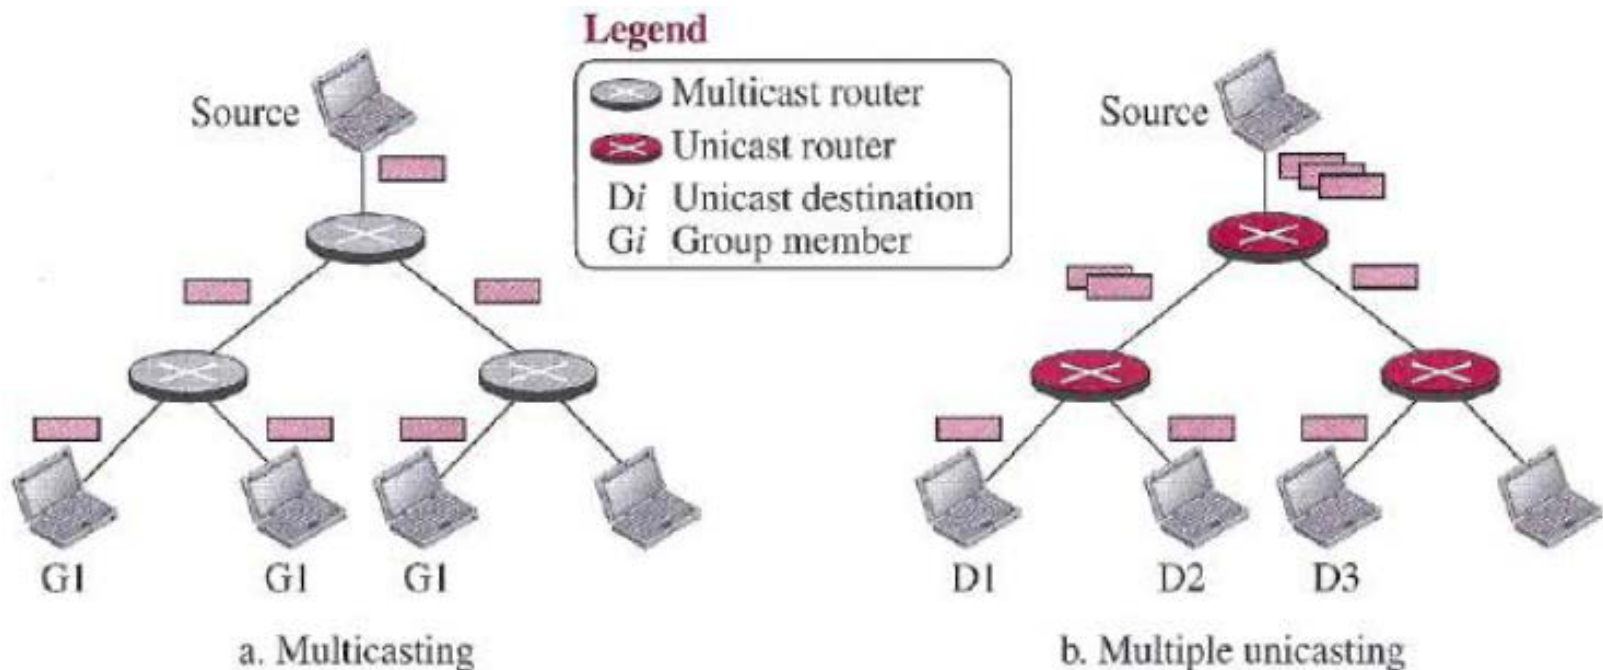 Legend
Multicast router
Unicast router
Di Unicast destination
Gi Group member
Source
G1 G1 G1
a. Multicasting
Source
D1 D2 D3
b. Multiple unicasting